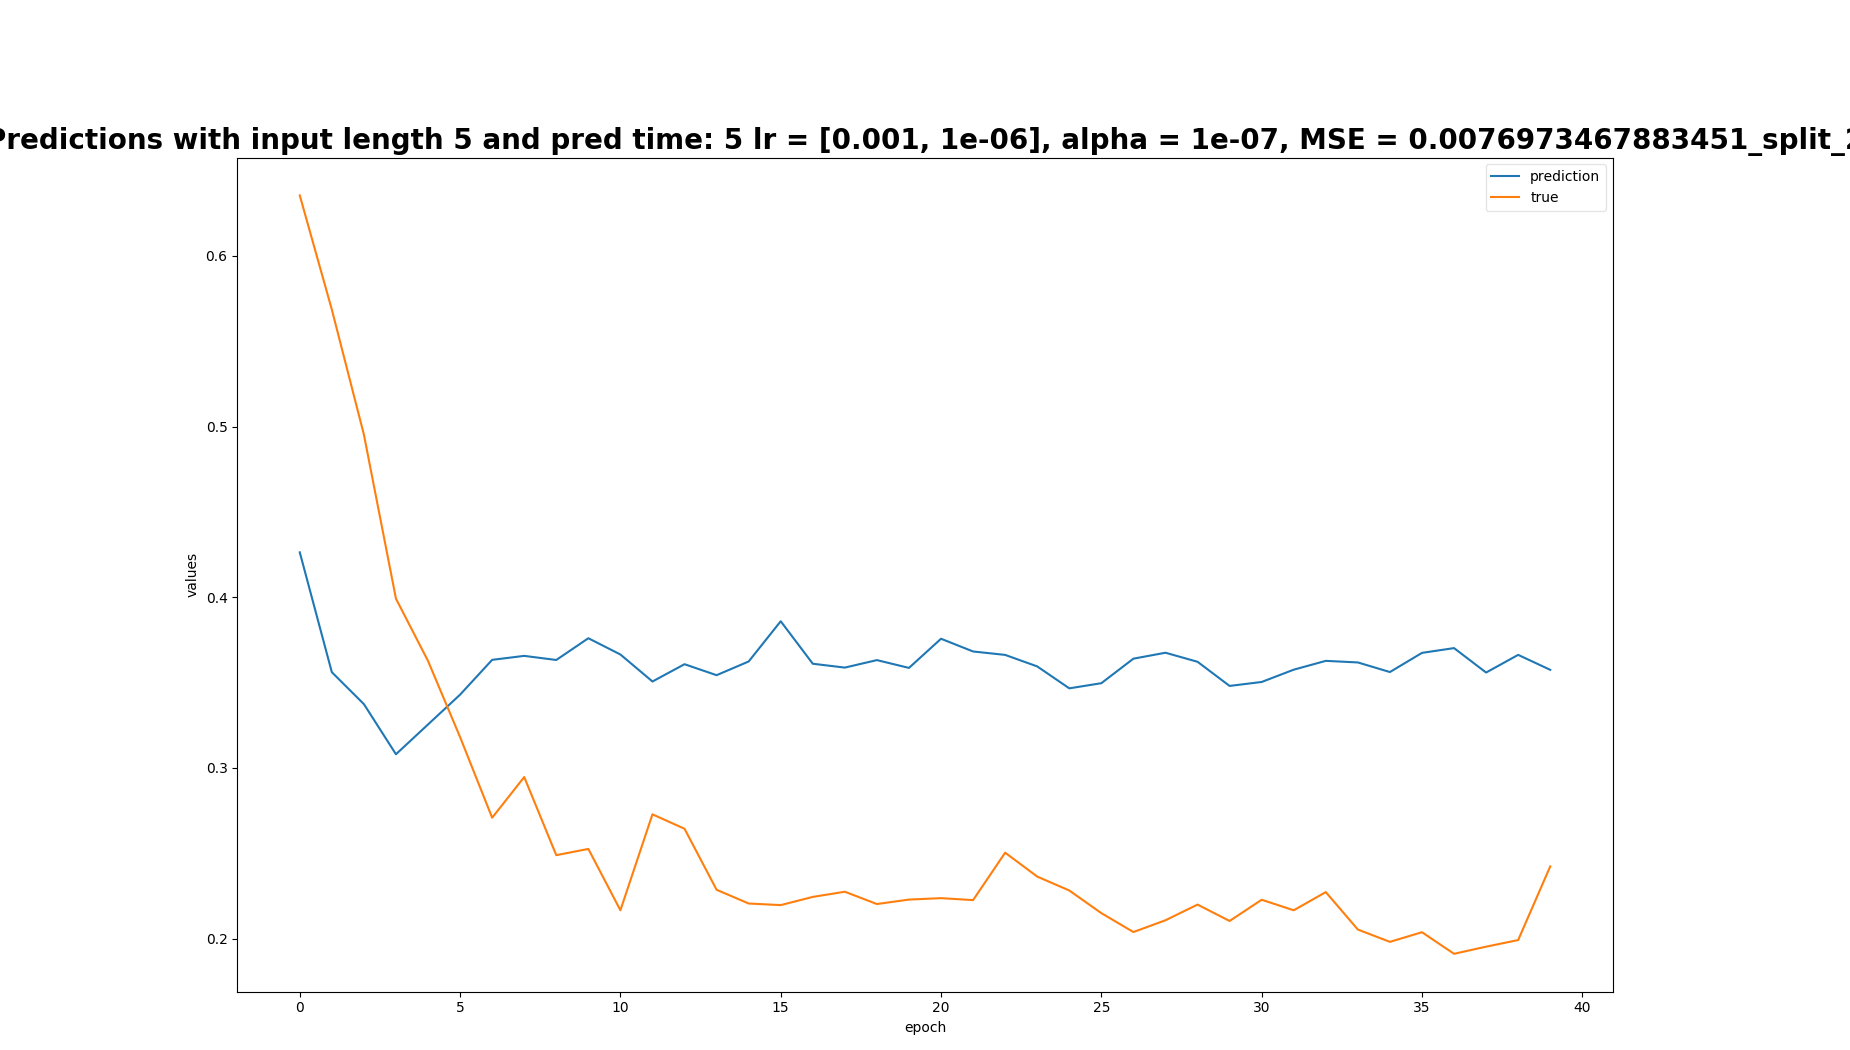 Predictions with input length 5 and pred time: 5 lr = [0.001, 1e-06], alpha = 1e-07, MSE = 0.0076973467883451_split_2
prediction
true
0.6
0.5
0.4
0.3
0.2
values
0 5 10 15 20 25 30 35 40
epoch